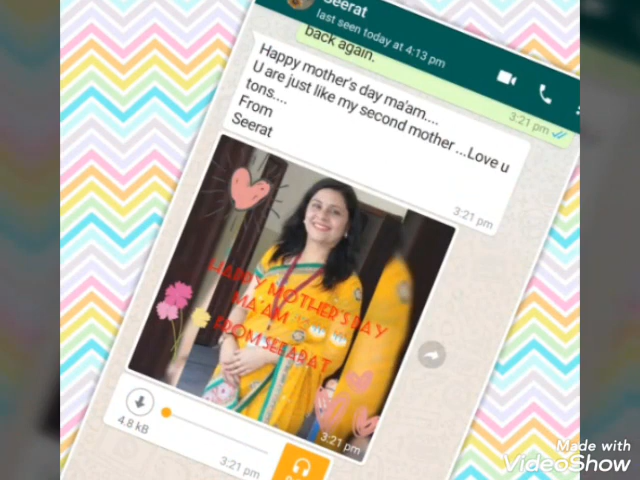 Seerat
last seen today at 4:13 pm
back again.
3:21 pm
Happy mother's day ma'am....
U are just like my second mother ...Love u
tons....
From
Seerat
3:21 pm
HAPPY MOTHER'S DAY
MA'AM
FROM SEERAT
3:21 pm
4.8 kB
3:21 pm
Made with
VideoShow